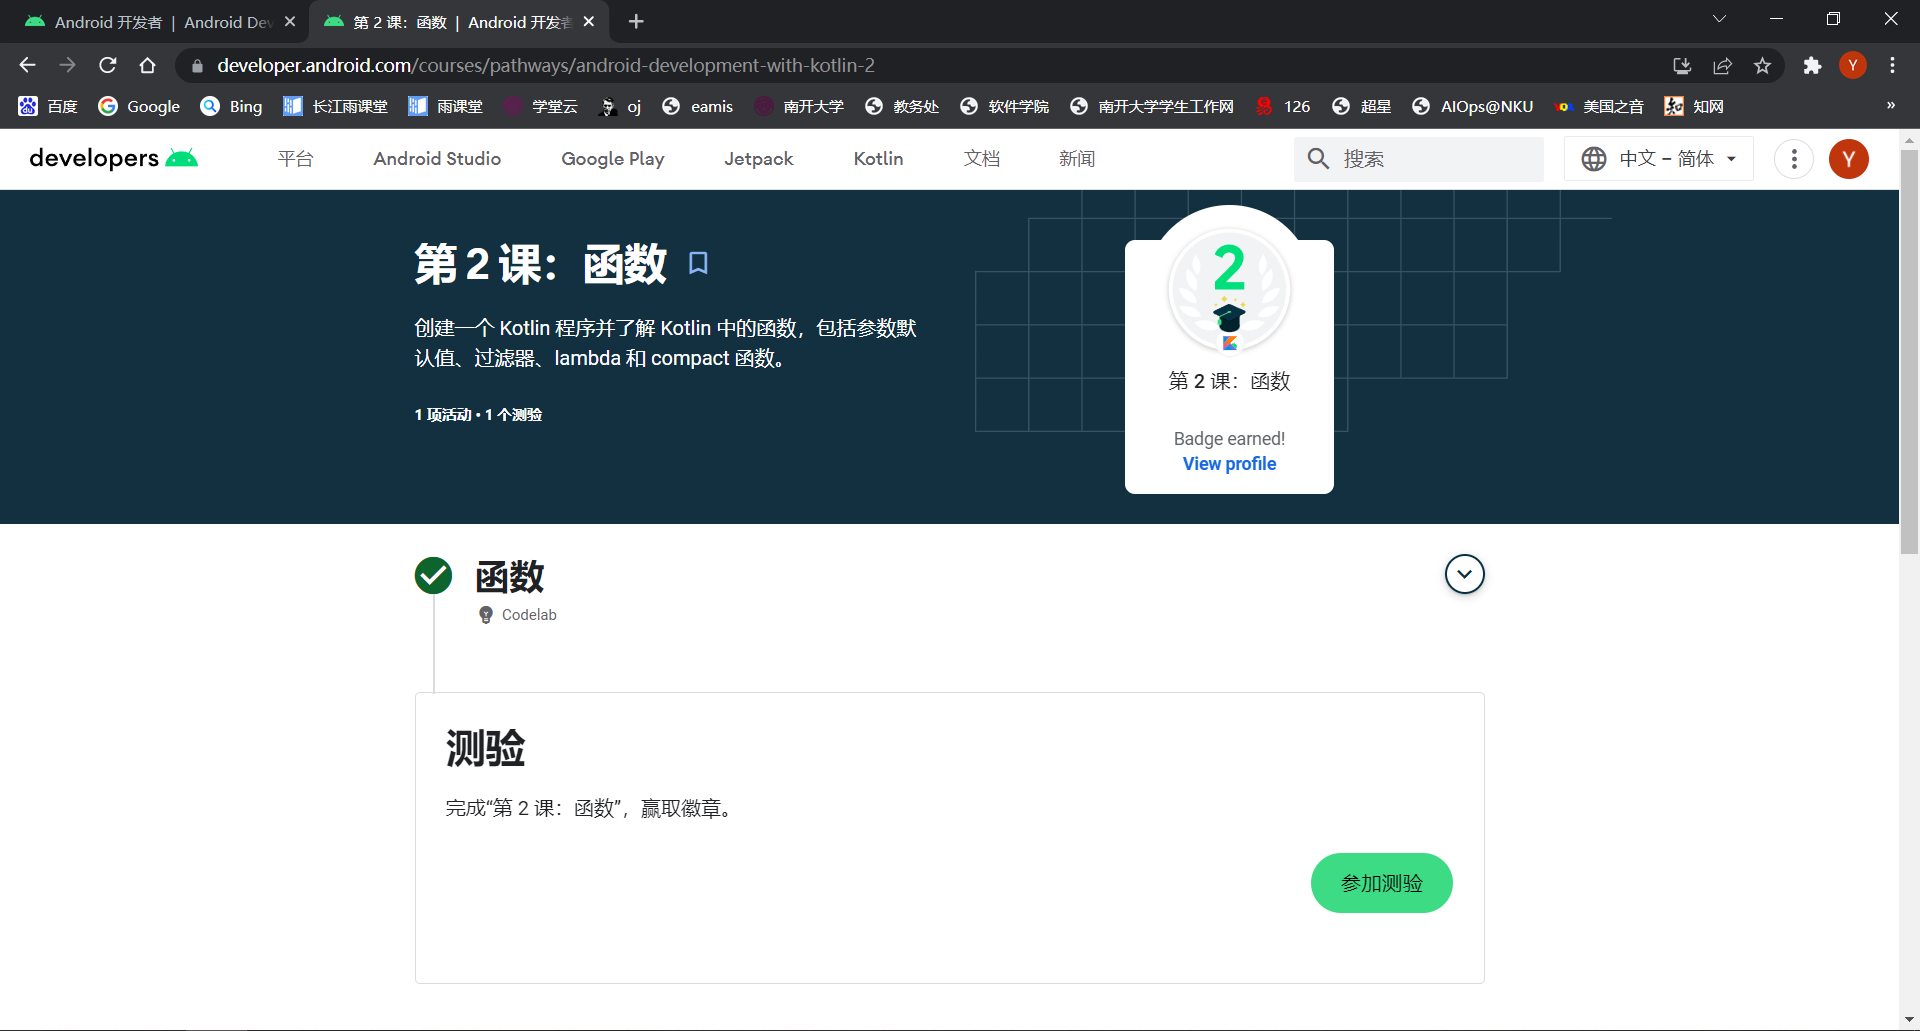 Android 开发者 | Android Dev
第 2 课：函数 | Android 开发者
developer.android.com/courses/pathways/android-development-with-kotlin-2
Y
百度
Google
Bing
长江雨课堂
雨课堂
学堂云
oj
eamis
南开大学
教务处
软件学院
南开大学学生工作网
126
超星
AIOps@NKU
美国之音
知网
»
developers
平台
Android Studio
Google Play
Jetpack
Kotlin
文档
新闻
搜索
中文 – 简体
Y
第 2 课：函数
创建一个 Kotlin 程序并了解 Kotlin 中的函数，包括参数默
认值、过滤器、lambda 和 compact 函数。
1 项活动 • 1 个测验
2
第 2 课：函数
Badge earned!
View profile
函数
Codelab
测验
完成“第 2 课：函数”，赢取徽章。
参加测验